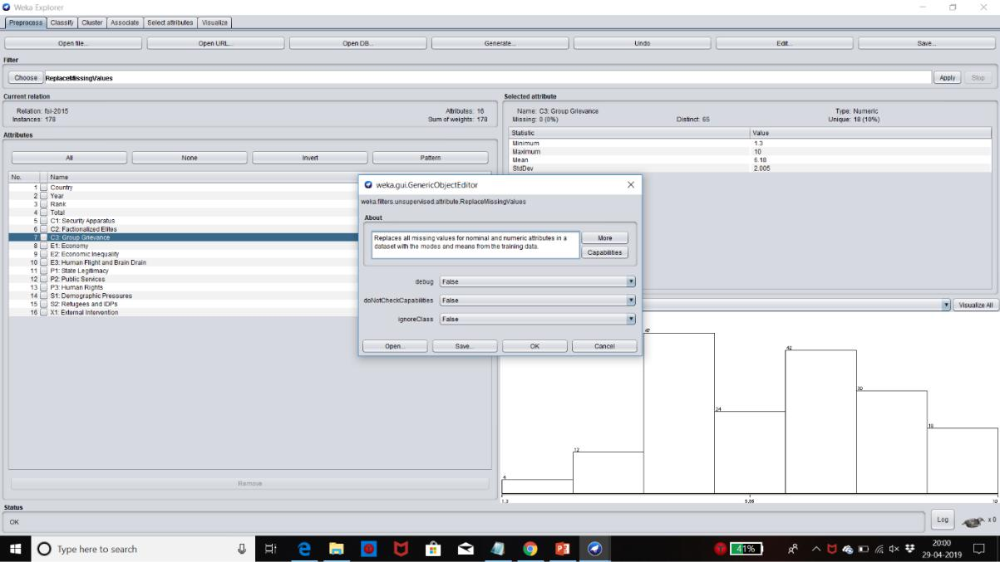 Weka Explorer
Preprocess Classify Cluster Associate Select attributes Visualize
Open file... Open URL... Open DB... Generate... Undo Edit... Save...
Filter
Choose ReplaceMissingValues Apply Stop
Current relation
Relation: fsi-2015 Attributes: 16
Instances: 178 Sum of weights: 178
Selected attribute
Name: C3: Group Grievance Type: Numeric
Missing: 0 (0%) Distinct: 65 Unique: 18 (10%)
Statistic Value
Minimum 1.3
Maximum 10
Mean 6.18
StdDev 2.005
Attributes
All None Invert Pattern
No. Name
1 Country
2 Year
3 Rank
4 Total
5 C1: Security Apparatus
6 C2: Factionalized Elites
7 C3: Group Grievance
8 E1: Economy
9 E2: Economic Inequality
10 E3: Human Flight and Brain Drain
11 P1: State Legitimacy
12 P2: Public Services
13 P3: Human Rights
14 S1: Demographic Pressures
15 S2: Refugees and IDPs
16 X1: External Intervention
Remove
weka.gui.GenericObjectEditor
weka.filters.unsupervised.attribute.ReplaceMissingValues
About
Replaces all missing values for nominal and numeric attributes in a
dataset with the modes and means from the training data.
More
Capabilities
debug False
doNotCheckCapabilities False
ignoreClass False
Open... Save... OK Cancel
Visualize All
4 12 47 24 42 30 18
1.3 5.66 10
Status
OK
Log x 0
Type here to search
41%
20:00
29-04-2019